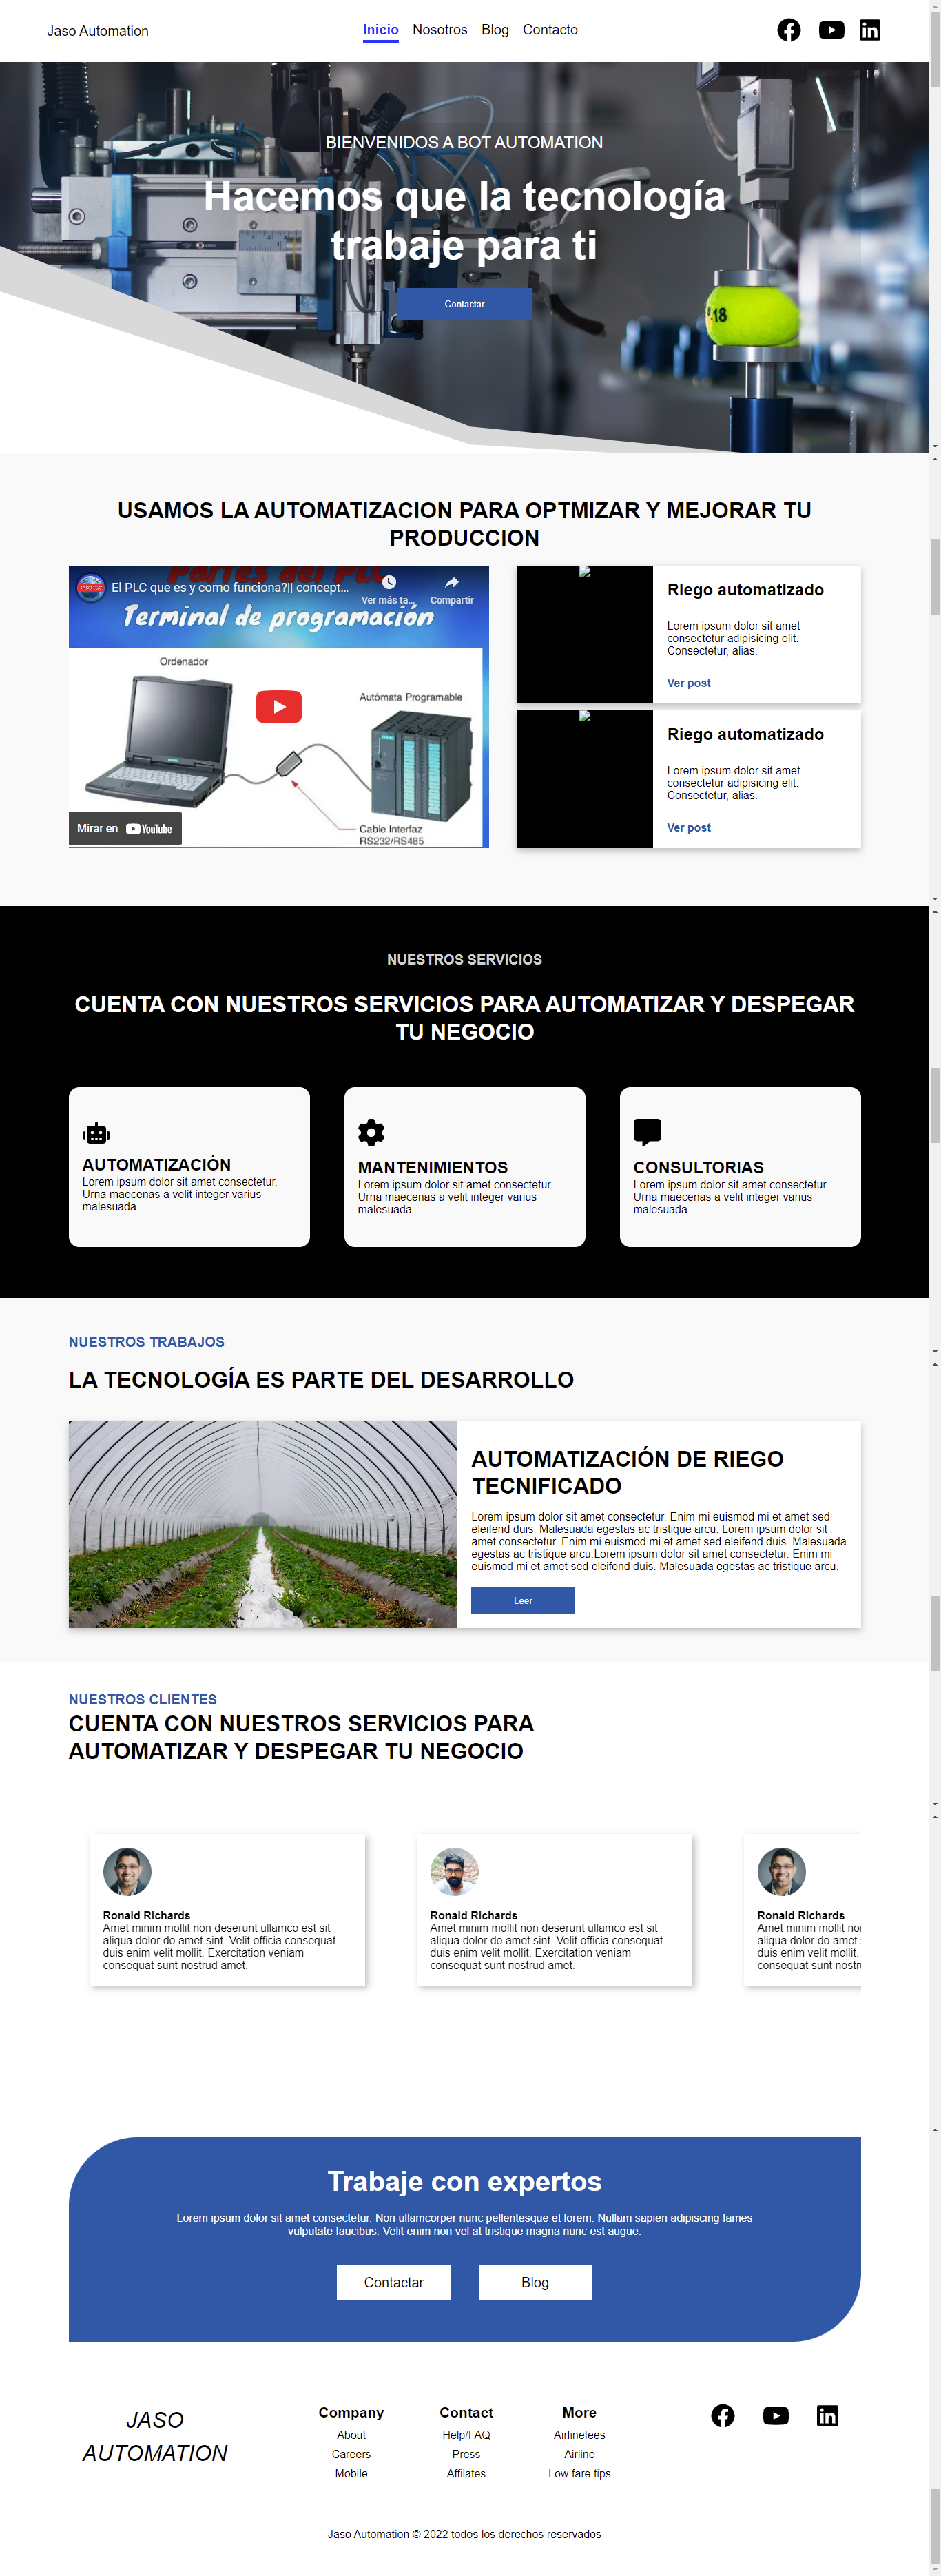 Jaso Automation
Inicio Nosotros Blog Contacto
BIENVENIDOS A BOT AUTOMATION
Hacemos que la tecnología
trabaje para ti
18
Contactar
USAMOS LA AUTOMATIZACION PARA OPTMIZAR Y MEJORAR TU
PRODUCCION
Partes del PLC
El PLC que es y como funciona?|| concept...
Ver más ta...
Compartir
Terminal de programación
Ordenador
Autómata Programable
Cable Interfaz
RS232/RS485
Mirar en YouTube
Riego automatizado
Lorem ipsum dolor sit amet
consectetur adipisicing elit.
Consectetur, alias.
Ver post
Riego automatizado
Lorem ipsum dolor sit amet
consectetur adipisicing elit.
Consectetur, alias.
Ver post
NUESTROS SERVICIOS
CUENTA CON NUESTROS SERVICIOS PARA AUTOMATIZAR Y DESPEGAR
TU NEGOCIO
AUTOMATIZACIÓN
Lorem ipsum dolor sit amet consectetur.
Urna maecenas a velit integer varius
malesuada.
MANTENIMIENTOS
Lorem ipsum dolor sit amet consectetur.
Urna maecenas a velit integer varius
malesuada.
CONSULTORIAS
Lorem ipsum dolor sit amet consectetur.
Urna maecenas a velit integer varius
malesuada.
NUESTROS TRABAJOS
LA TECNOLOGÍA ES PARTE DEL DESARROLLO
AUTOMATIZACIÓN DE RIEGO
TECNIFICADO
Lorem ipsum dolor sit amet consectetur. Enim mi euismod mi et amet sed
eleifend duis. Malesuada egestas ac tristique arcu. Lorem ipsum dolor sit
amet consectetur. Enim mi euismod mi et amet sed eleifend duis. Malesuada
egestas ac tristique arcu.Lorem ipsum dolor sit amet consectetur. Enim mi
euismod mi et amet sed eleifend duis. Malesuada egestas ac tristique arcu.
Leer
NUESTROS CLIENTES
CUENTA CON NUESTROS SERVICIOS PARA
AUTOMATIZAR Y DESPEGAR TU NEGOCIO
Ronald Richards
Amet minim mollit non deserunt ullamco est sit
aliqua dolor do amet sint. Velit officia consequat
duis enim velit mollit. Exercitation veniam
consequat sunt nostrud amet.
Ronald Richards
Amet minim mollit non deserunt ullamco est sit
aliqua dolor do amet sint. Velit officia consequat
duis enim velit mollit. Exercitation veniam
consequat sunt nostrud amet.
Ronald Richards
Amet minim mollit
aliqua dolor do amet
duis enim velit mollit.
consequat sunt
Trabaje con expertos
Lorem ipsum dolor sit amet consectetur. Non ullamcorper nunc pellentesque et lorem. Nullam sapien adipiscing fames
vulputate faucibus. Velit enim non vel at tristique magna nunc est augue.
Contactar
Blog
JASO
AUTOMATION
Company
About
Careers
Mobile
Contact
Help/FAQ
Press
Affilates
More
Airlinefees
Airline
Low fare tips
Jaso Automation © 2022 todos los derechos reservados